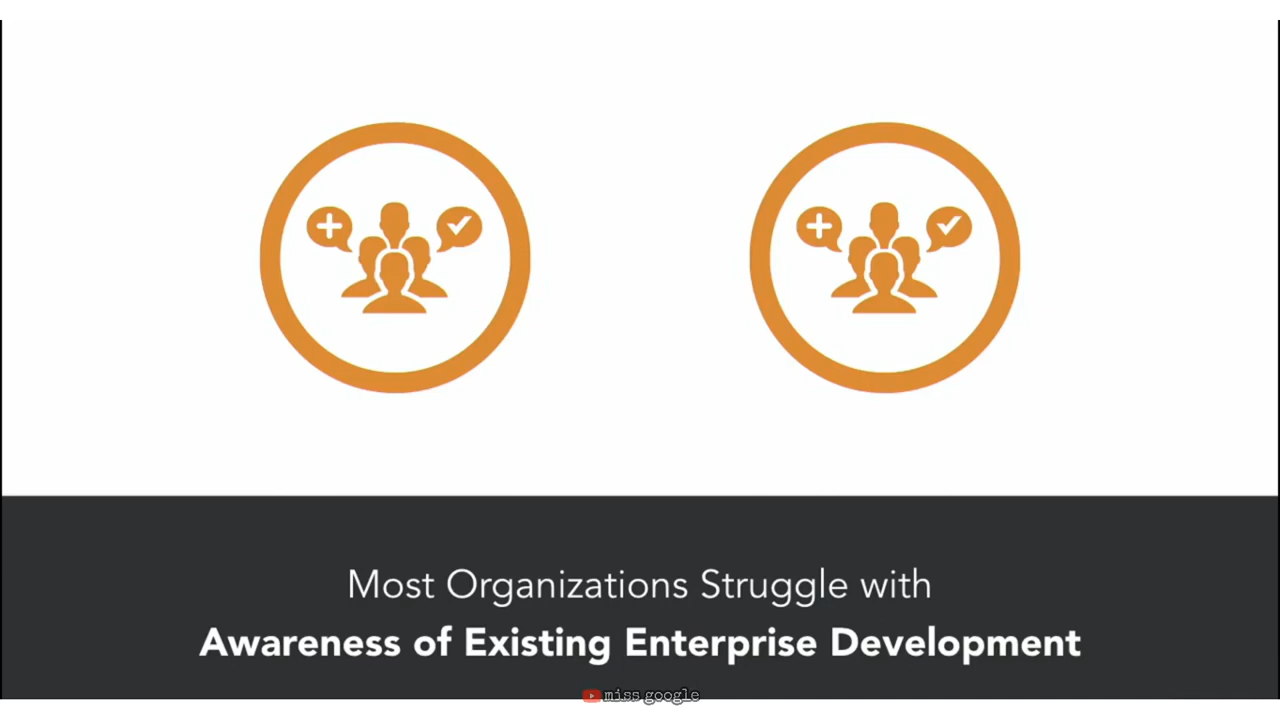 Most Organizations Struggle with
Awareness of Existing Enterprise Development
miss google